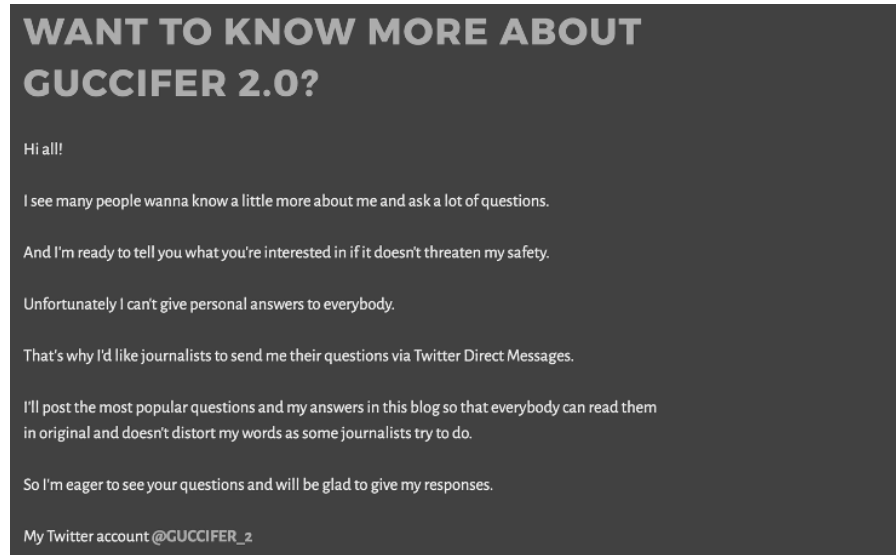 WANT TO KNOW MORE ABOUT
GUCCIFER 2.0?
Hi all!
I see many people wanna know a little more about me and ask a lot of questions.
And I'm ready to tell you what you're interested in if it doesn't threaten my safety.
Unfortunately I can't give personal answers to everybody.
That's why I'd like journalists to send me their questions via Twitter Direct Messages.
I'll post the most popular questions and my answers in this blog so that everybody can read them
in original and doesn't distort my words as some journalists try to do.
So I'm eager to see your questions and will be glad to give my responses.
My Twitter account @GUCCIFER_2